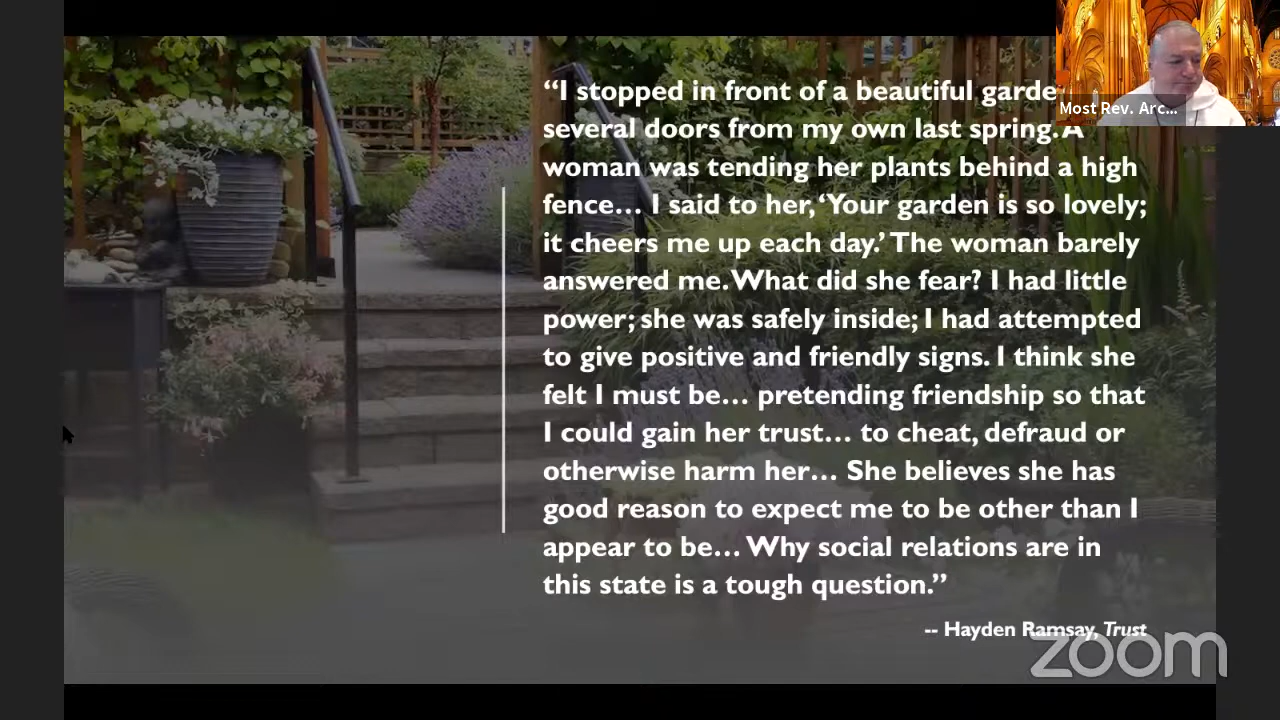 “I stopped in front of a beautiful garde
several doors from my own last spring. A
woman was tending her plants behind a high
fence… I said to her, ‘Your garden is so lovely;
it cheers me up each day.’ The woman barely
answered me. What did she fear? I had little
power; she was safely inside; I had attempted
to give positive and friendly signs. I think she
felt I must be… pretending friendship so that
I could gain her trust… to cheat, defraud or
otherwise harm her… She believes she has
good reason to expect me to be other than I
appear to be… Why social relations are in
this state is a tough question.”
-- Hayden Ramsay, Trust
Most Rev. Arc...
zoom